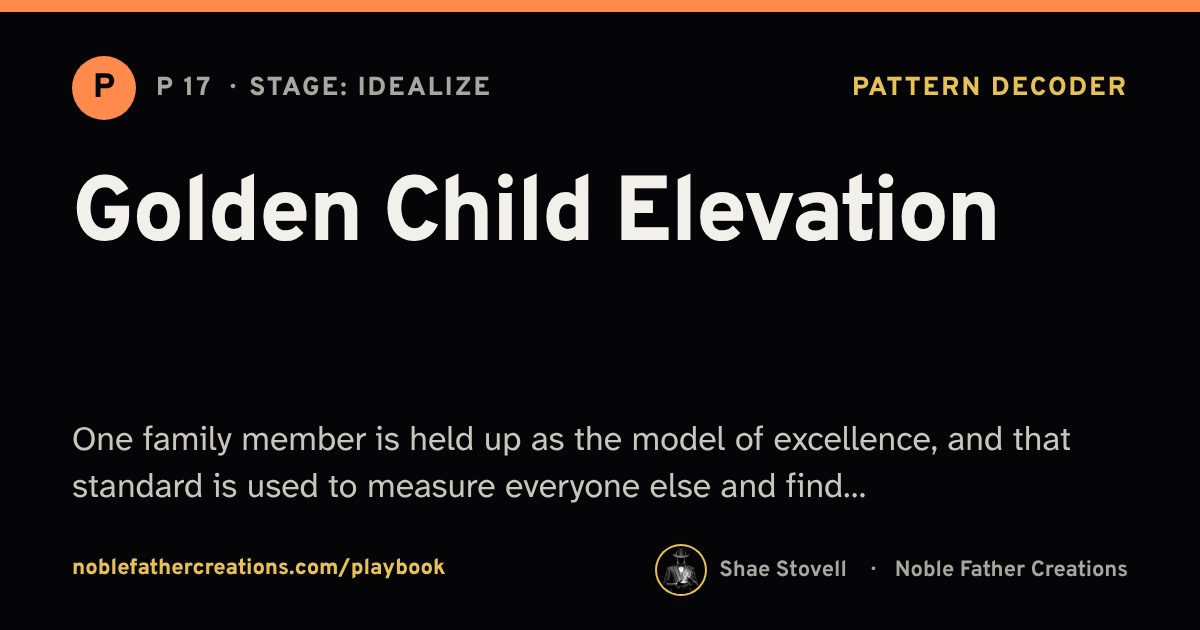 P
P 17 · STAGE: IDEALIZE
PATTERN DECODER
Golden Child Elevation
One family member is held up as the model of excellence, and that
standard is used to measure everyone else and find...
noblefathercreations.com/playbook
Shae Stovell · Noble Father Creations